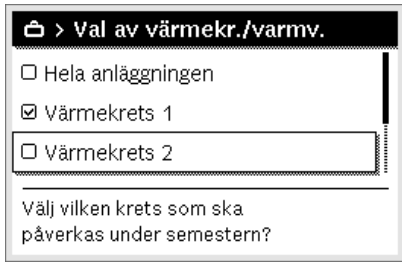 > Val av värmekr./varmv.
Hela anläggningen
Värmekrets 1
Värmekrets 2
Välj vilken krets som ska
påverkas under semestern?